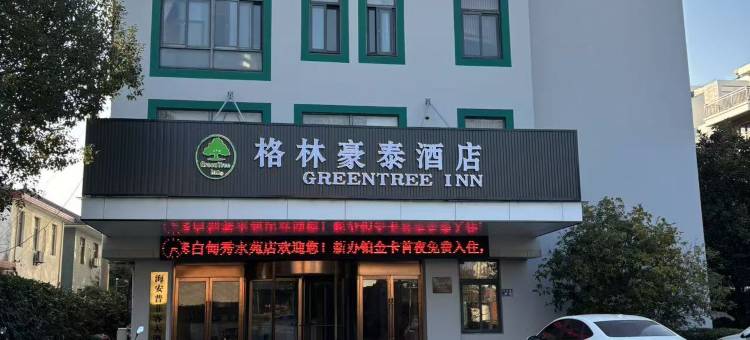 格林豪泰酒店
GREENTREE INN
GreenTree
Inns
白甸秀水苑店欢迎您！新办铂金卡首夜免费入住，
海安普